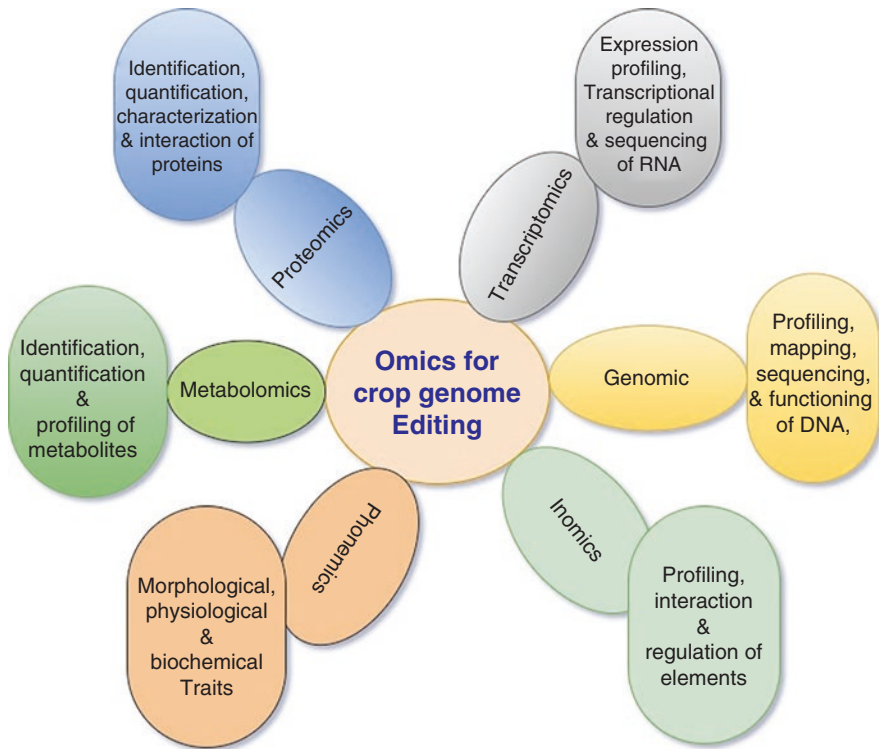 Identification,
quantification,
characterization
& interaction of
proteins
Proteomics
Expression
profiling,
Transcriptional
regulation
& sequencing
of RNA
Transcriptomics
Identification,
quantification
&
profiling of
metabolites
Metabolomics
Omics for
crop genome
Editing
Genomic
Profiling,
mapping,
sequencing,
& functioning
of DNA,
Phonemics
Morphological,
physiological
&
biochemical
Traits
Inomics
Profiling,
interaction
&
regulation of
elements